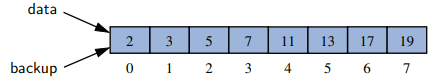 data
2 3 5 7 11 13 17 19
backup 0 1 2 3 4 5 6 7